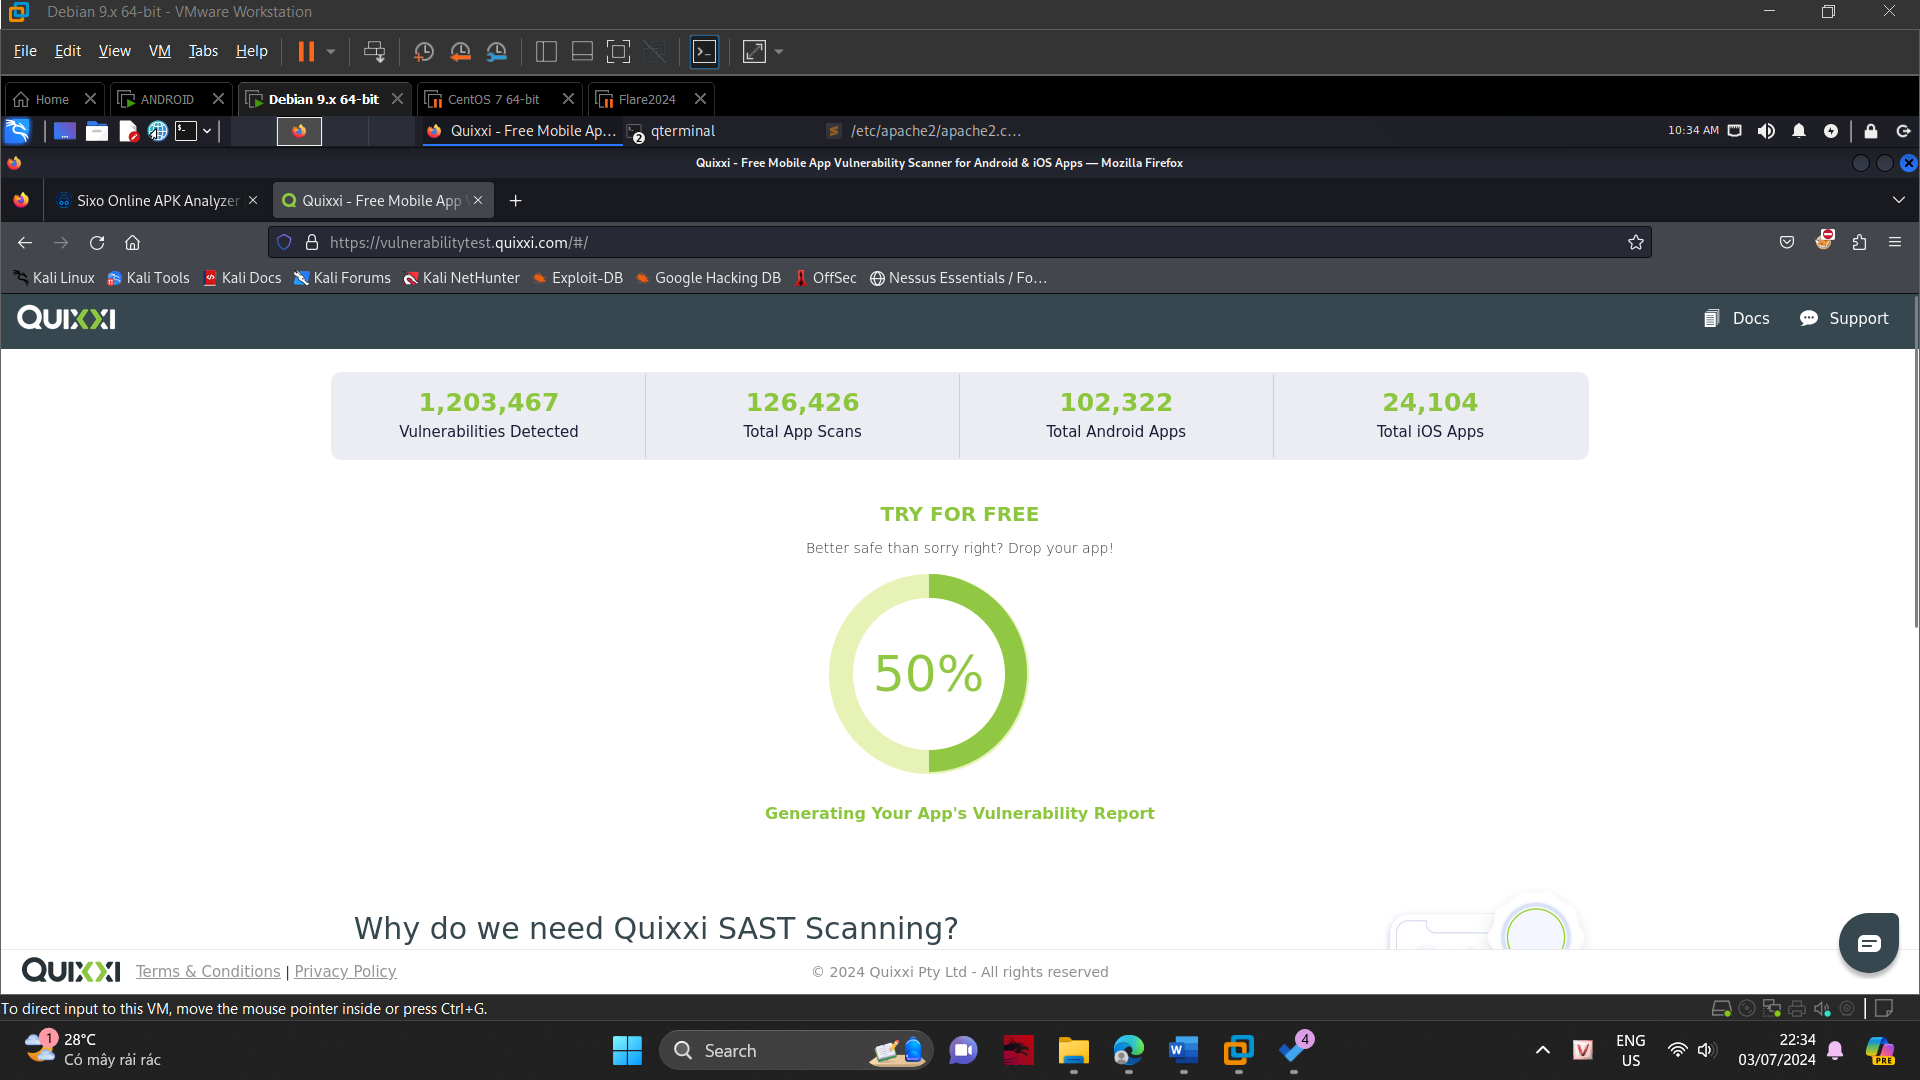 Debian 9.x 64-bit - VMware Workstation
File Edit View VM Tabs Help
Home ANDROID Debian 9.x 64-bit CentOS 7 64-bit Flare2024
Quixxi - Free Mobile Ap... 2 qterminal /etc/apache2/apache2.c... 10:34 AM
Quixxi - Free Mobile App Vulnerability Scanner for Android & iOS Apps — Mozilla Firefox
Sixo Online APK Analyzer Quixxi - Free Mobile App
https://vulnerabilitytest.quixxi.com/#/
Kali Linux Kali Tools Kali Docs Kali Forums Kali NetHunter Exploit-DB Google Hacking DB OffSec Nessus Essentials / Fo...
QUIXXI Docs Support
1,203,467 126,426 102,322 24,104
Vulnerabilities Detected Total App Scans Total Android Apps Total iOS Apps
TRY FOR FREE
Better safe than sorry right? Drop your app!
50%
Generating Your App's Vulnerability Report
Why do we need Quixxi SAST Scanning?
QUIXXI Terms & Conditions | Privacy Policy © 2024 Quixxi Pty Ltd - All rights reserved
To direct input to this VM, move the mouse pointer inside or press Ctrl+G.
1 28°C Search 4 ENG 22:34
Có mây rải rác V US 03/07/2024 PRE